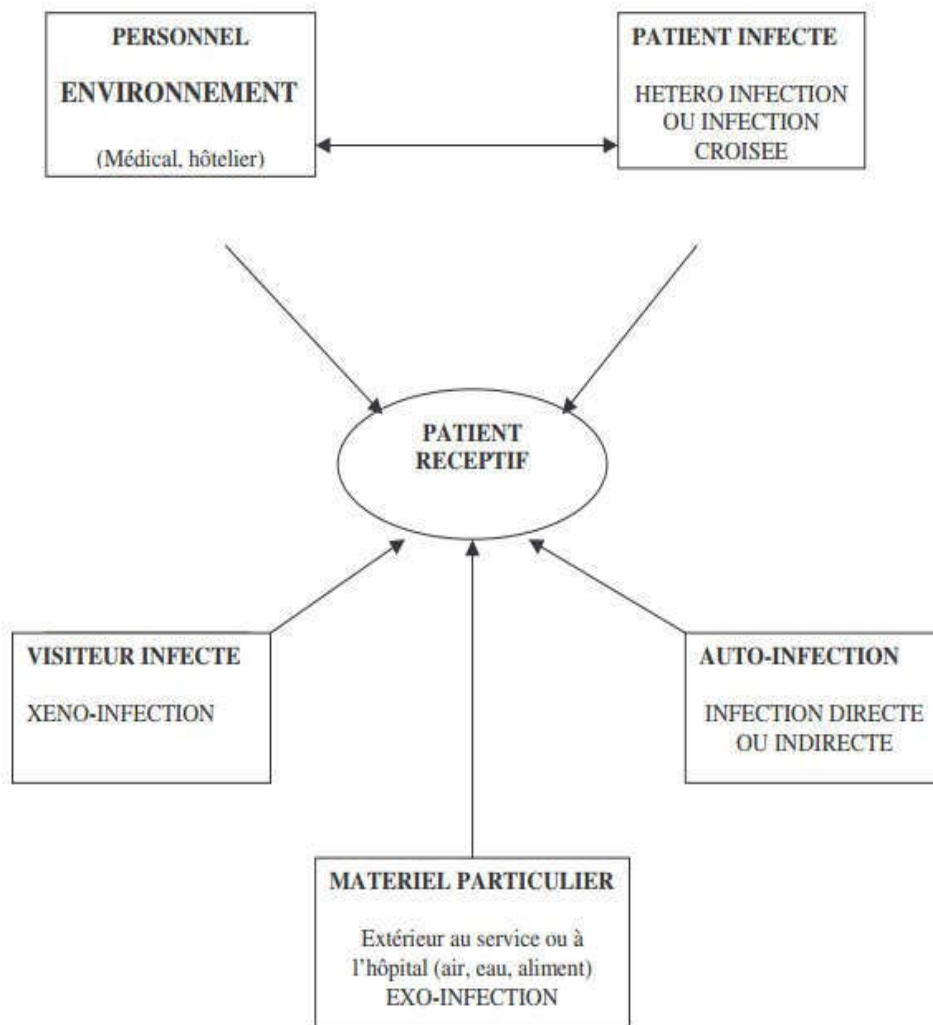 PERSONNEL
ENVIRONNEMENT
(Médical, hôtelier)
PATIENT INFECTE
HETERO INFECTION
OU INFECTION
CROISEE
PATIENT
RECEPTIF
VISITEUR INFECTE
XENO-INFECTION
AUTO-INFECTION
INFECTION DIRECTE
OU INDIRECTE
MATERIEL PARTICULIER
Extérieur au service ou à
l’hôpital (air, eau, aliment)
EXO-INFECTION